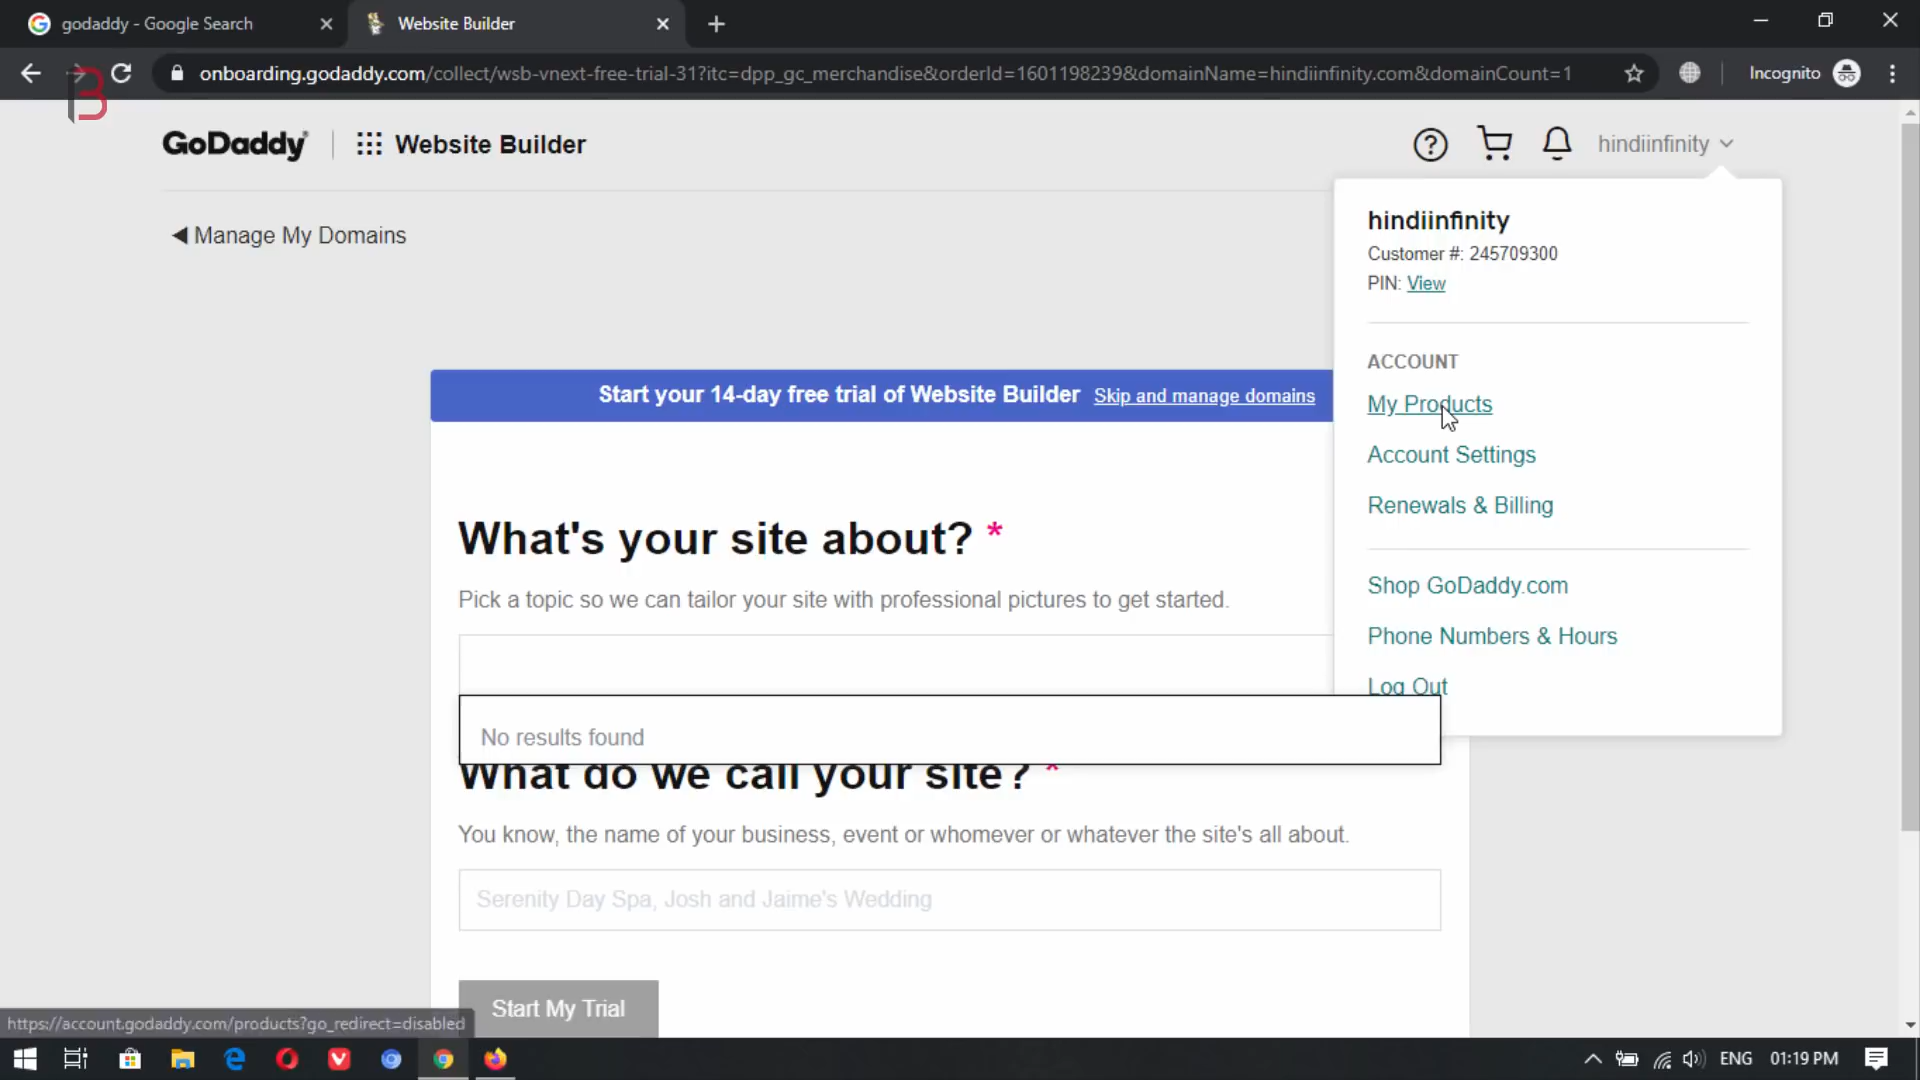 godaddy - Google Search
Website Builder
onboarding.godaddy.com/collect/wsb-vnext-free-trial-31?itc=dpp_gc_merchandise&orderId=1601198239&domainName=hindiinfinity.com&domainCount=1
Incognito
GoDaddy
Website Builder
hindiinfinity
Manage My Domains
hindiinfinity
Customer #: 245709300
PIN: View
ACCOUNT
My Products
Account Settings
Renewals & Billing
Shop GoDaddy.com
Phone Numbers & Hours
Log Out
Start your 14-day free trial of Website Builder Skip and manage domains
What's your site about? *
Pick a topic so we can tailor your site with professional pictures to get started.
No results found
What do we call your site? *
You know, the name of your business, event or whomever or whatever the site's all about.
Serenity Day Spa, Josh and Jaime's Wedding
Start My Trial
https://account.godaddy.com/products?go_redirect=disabled
ENG
01:19 PM